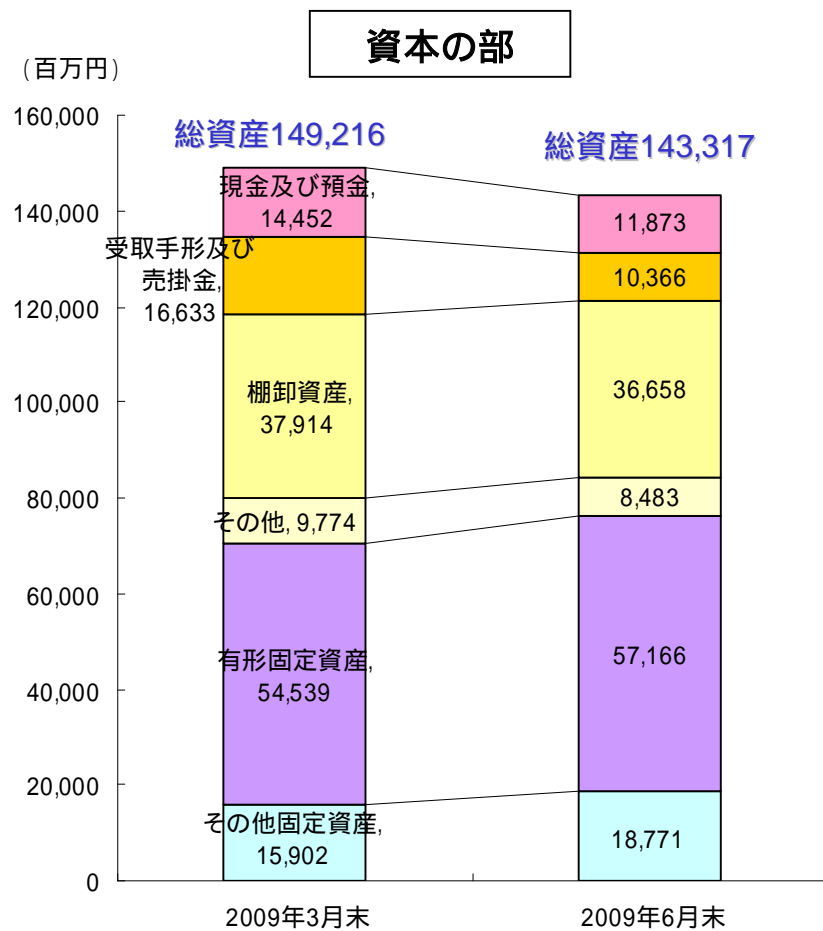 資本の部
(百万円)
160,000
140,000
120,000
100,000
80,000
60,000
40,000
20,000
0
総資産149,216
現金及び預金,
14,452
受取手形及び
売掛金,
16,633
棚卸資産,
37,914
その他, 9,774
有形固定資産,
54,539
その他固定資産,
15,902
2009年3月末
総資産143,317
11,873
10,366
36,658
8,483
57,166
18,771
2009年6月末